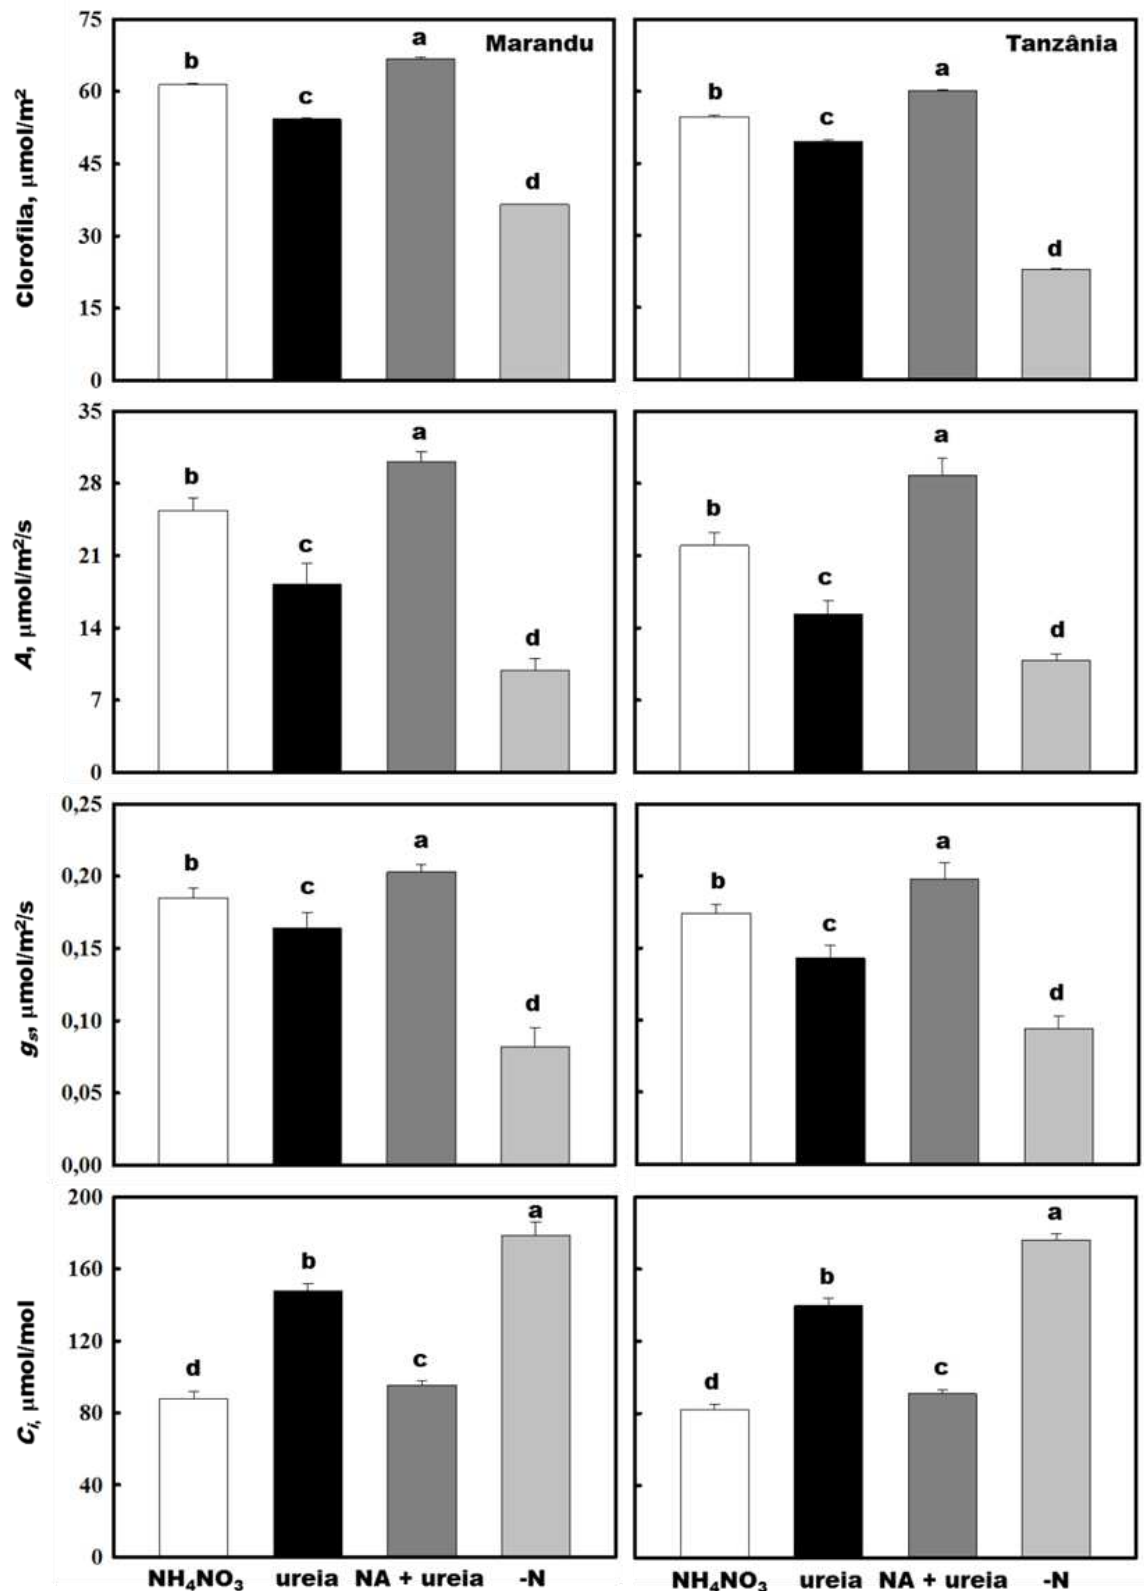 Marandu
Tanzânia
Clorofila, μmol/m²
75
60
45
30
15
0
b
c
a
d
b
c
a
d
A, μmol/m²/s
35
28
21
14
7
0
b
c
a
d
b
c
a
d
gₛ, μmol/m²/s
0,25
0,20
0,15
0,10
0,05
0,00
b
c
a
d
b
c
a
d
Cᵢ, μmol/mol
200
160
120
80
40
0
d
b
c
a
d
b
c
a
NH₄NO₃ ureia NA + ureia -N
NH₄NO₃ ureia NA + ureia -N